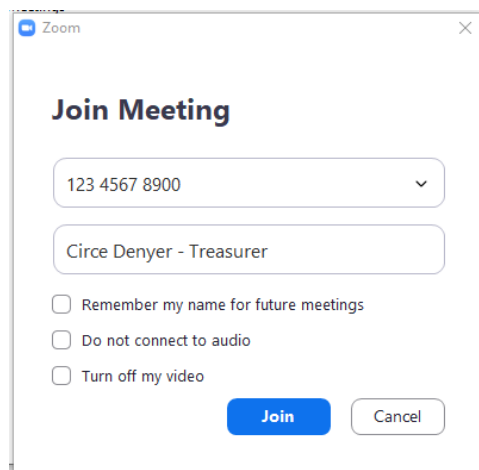 Zoom
Join Meeting
123 4567 8900
Circe Denyer - Treasurer
Remember my name for future meetings
Do not connect to audio
Turn off my video
Join Cancel